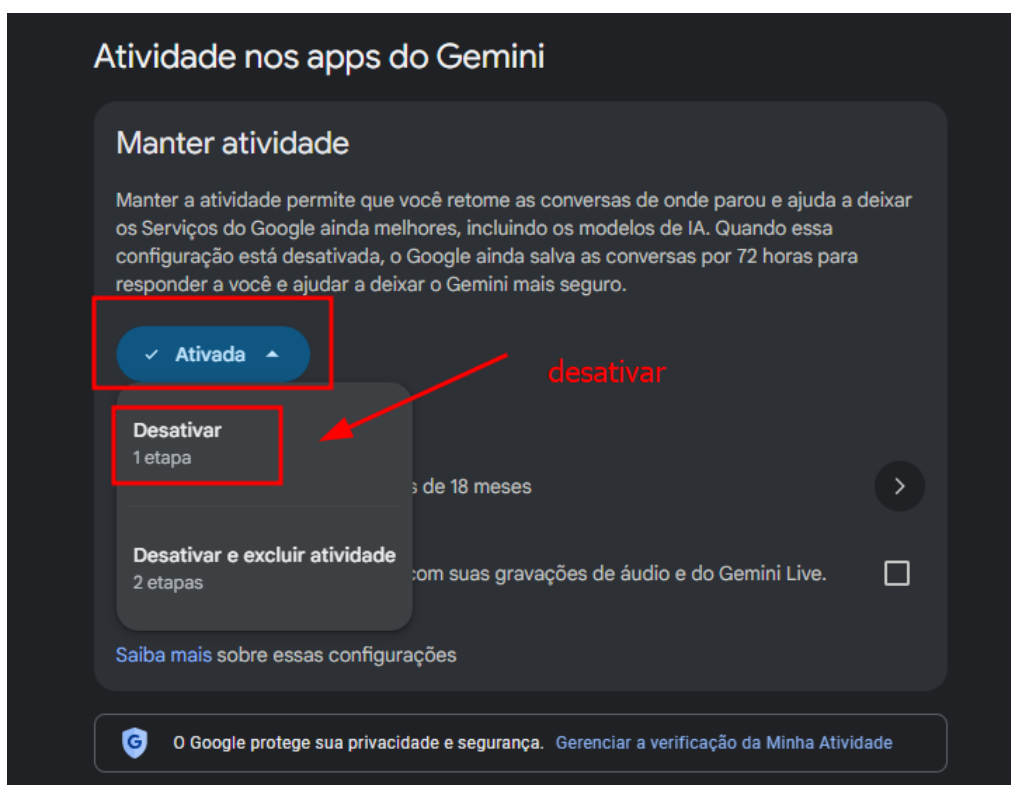 Atividade nos apps do Gemini
Manter atividade
Manter a atividade permite que você retome as conversas de onde parou e ajuda a deixar
os Serviços do Google ainda melhores, incluindo os modelos de IA. Quando essa
configuração está desativada, o Google ainda salva as conversas por 72 horas para
responder a você e ajudar a deixar o Gemini mais seguro.
Ativada
desativar
Desativar
1 etapa
de 18 meses
Desativar e excluir atividade
2 etapas
com suas gravações de áudio e do Gemini Live.
Saiba mais sobre essas configurações
O Google protege sua privacidade e segurança. Gerenciar a verificação da Minha Atividade